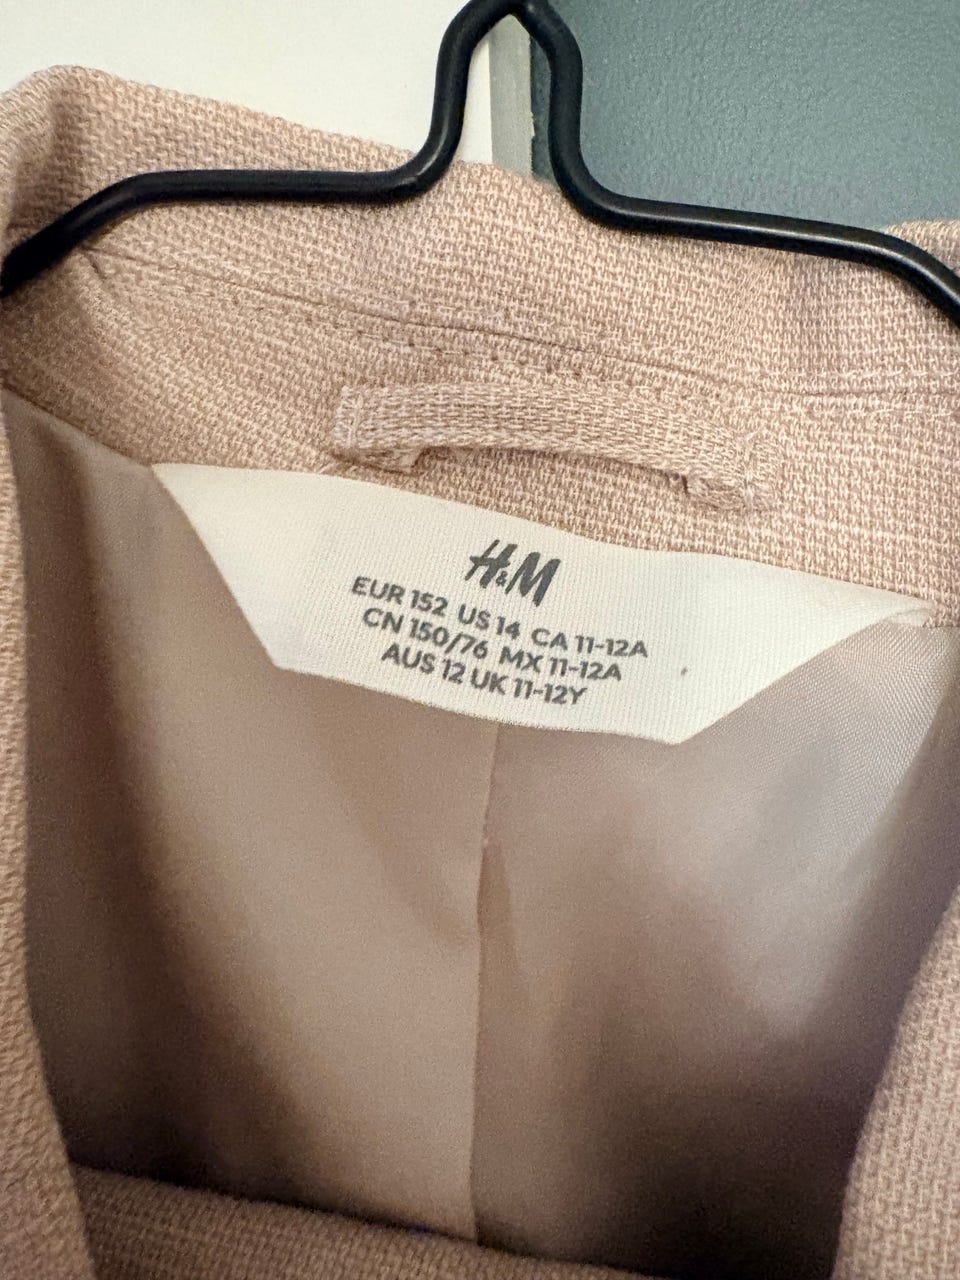 H&M
EUR 152 US 14 CA 11-12A
CN 150/76 MX 11-12A
AUS 12 UK 11-12Y